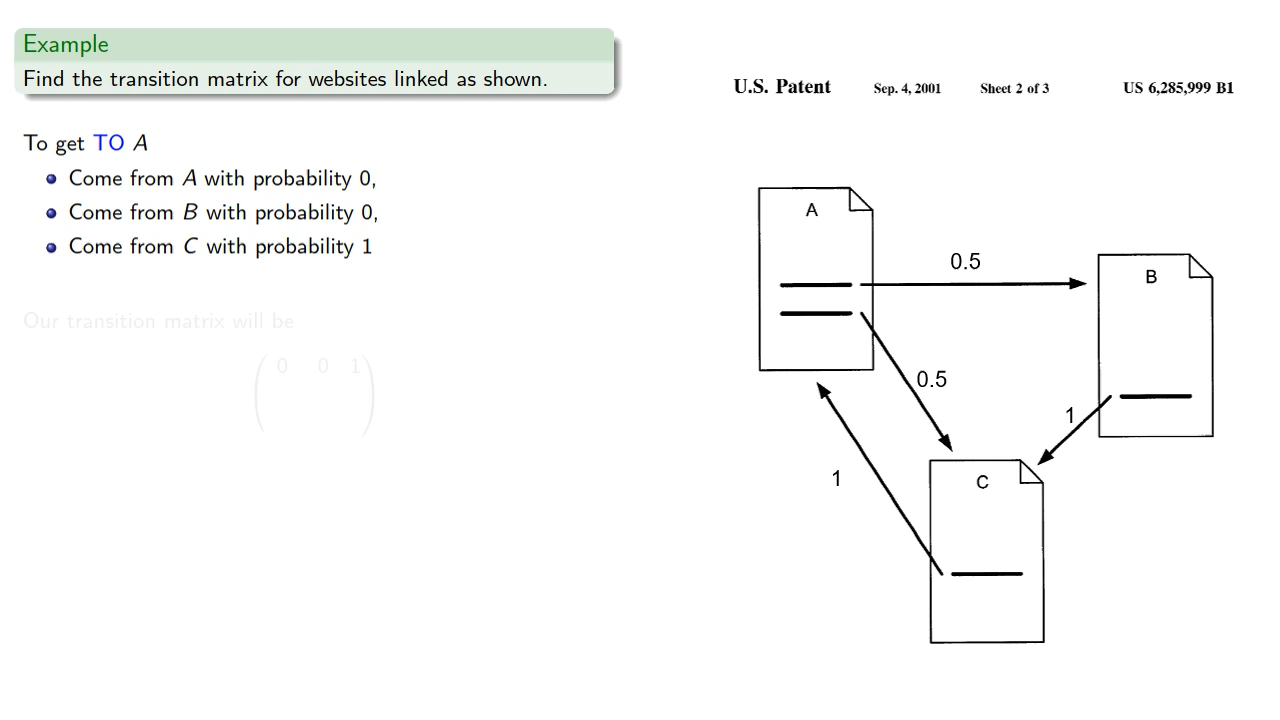 Example
Find the transition matrix for websites linked as shown.
To get TO A
Come from A with probability 0,
Come from B with probability 0,
Come from C with probability 1
Our transition matrix will be
0 0 1
U.S. Patent Sep. 4, 2001 Sheet 2 of 3 US 6,285,999 B1
A
0.5
B
0.5
1
1
C